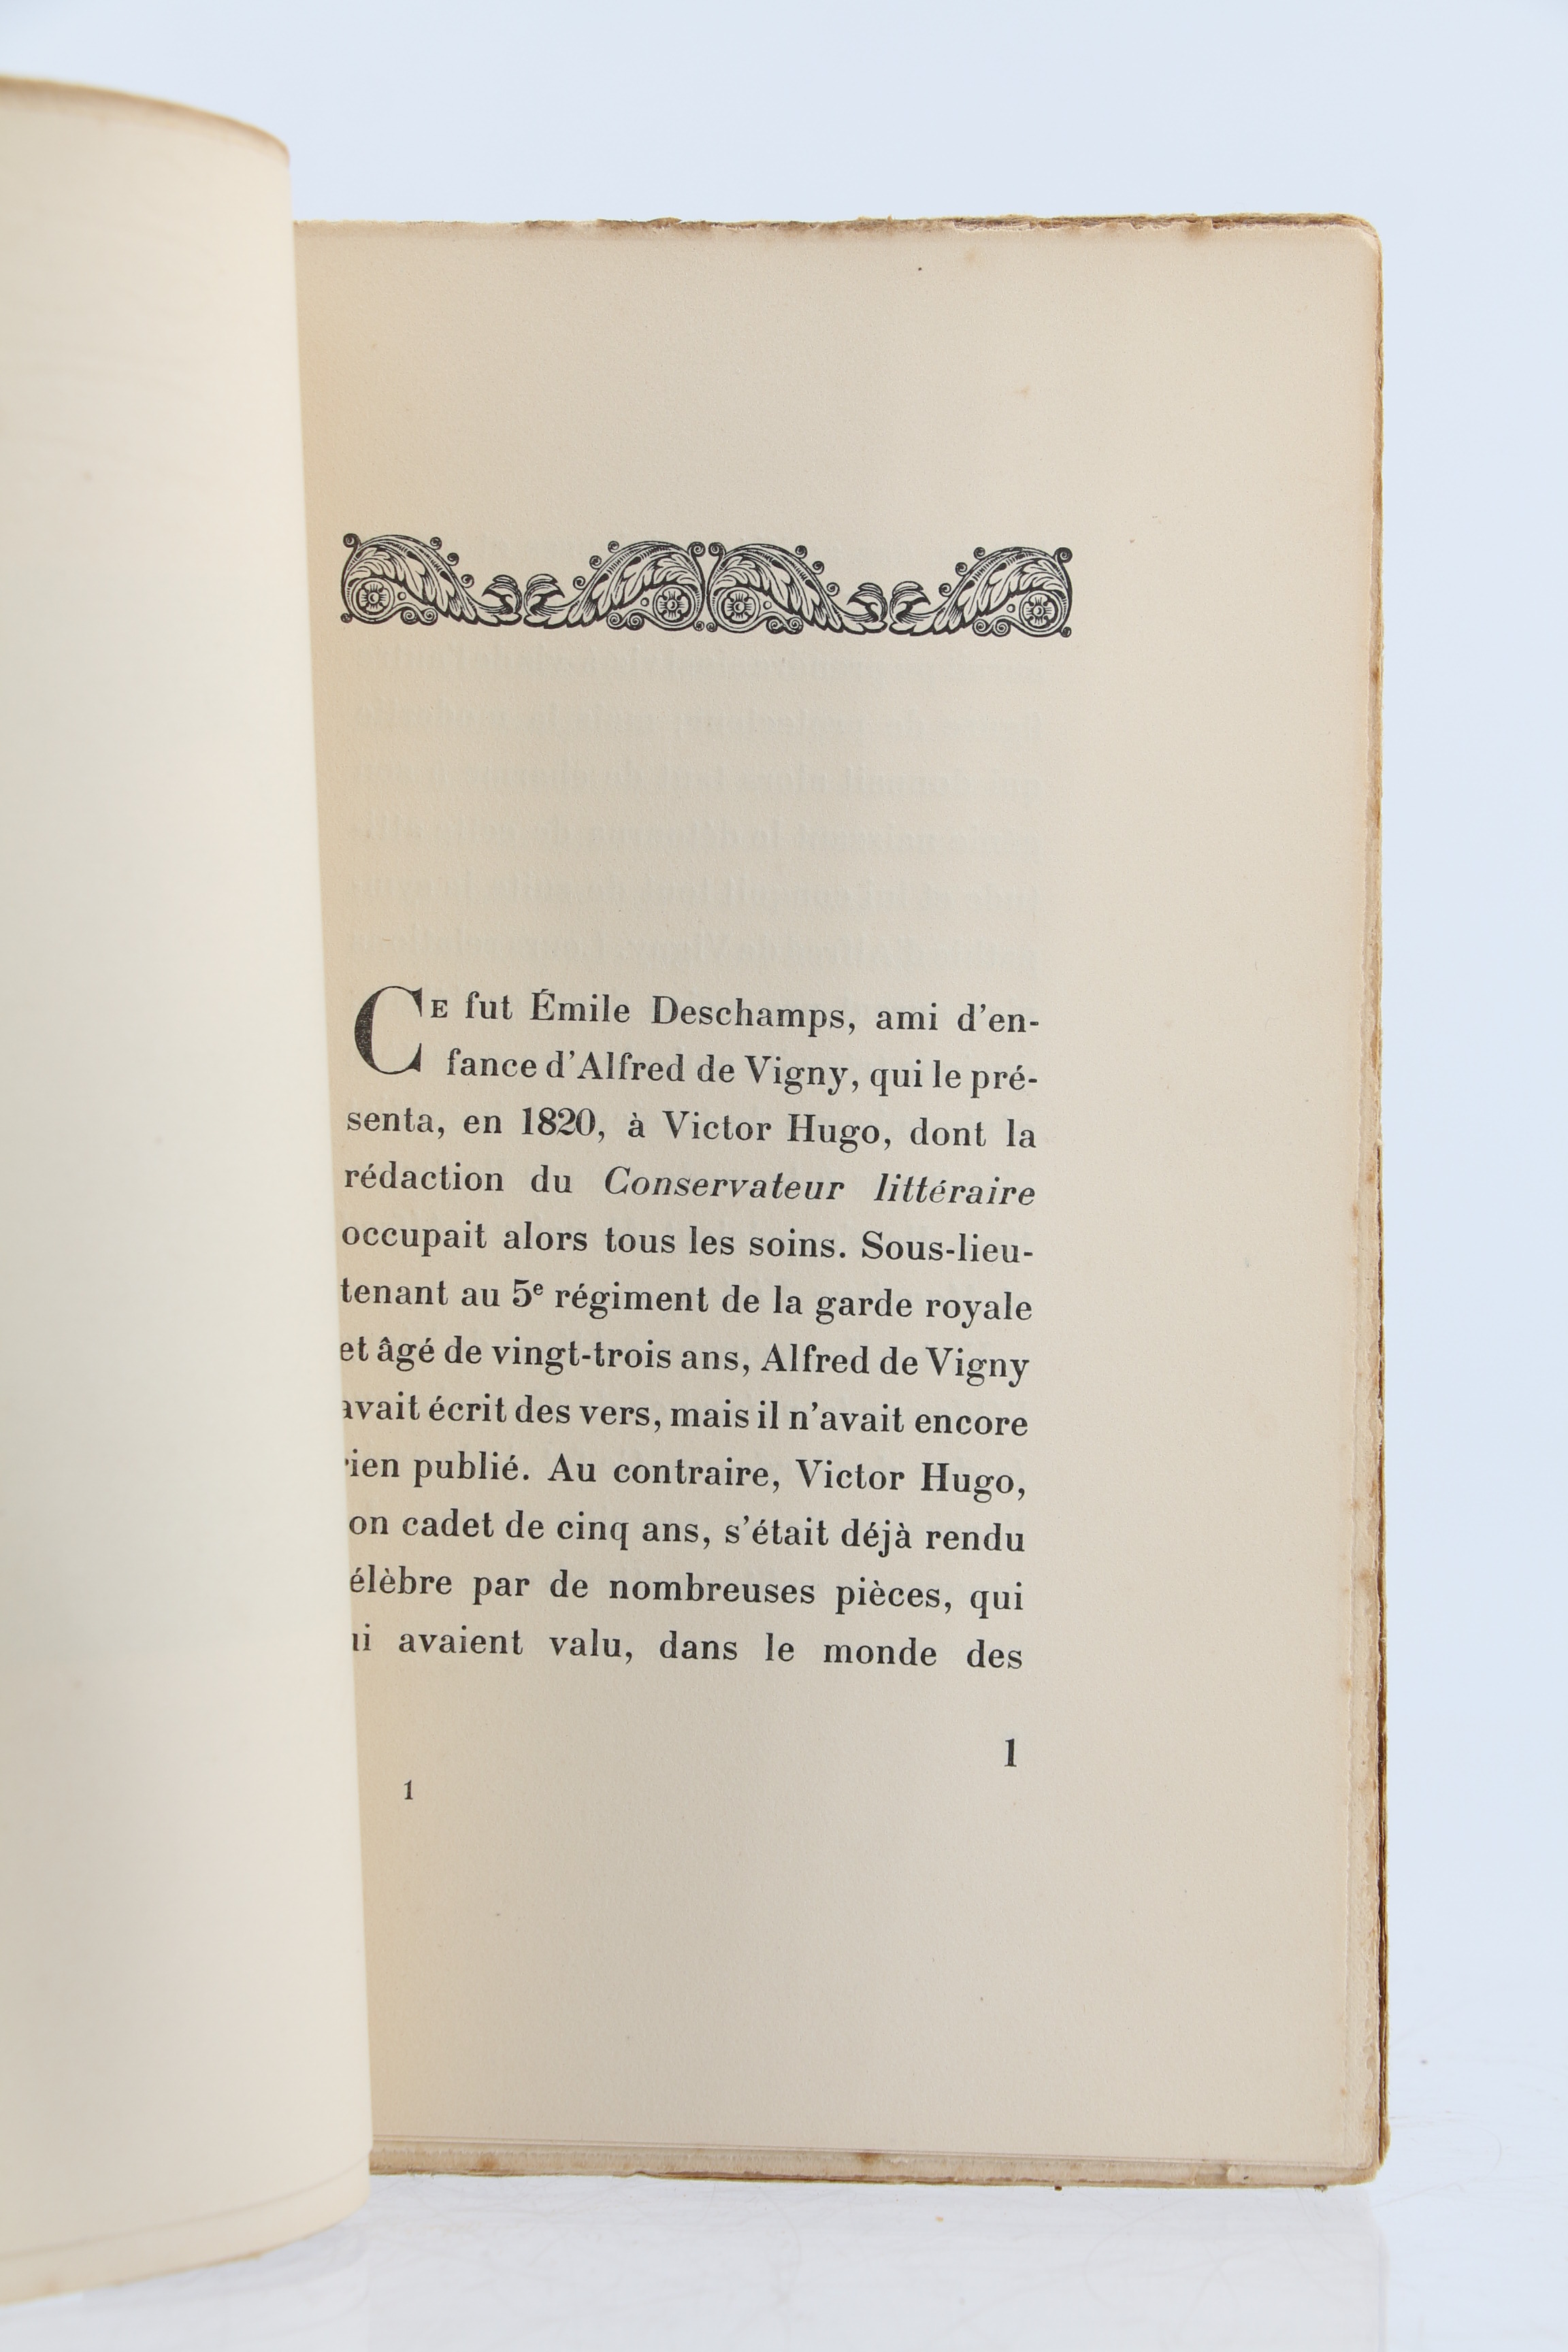 CE fut Émile Deschamps, ami d'en-
fance d'Alfred de Vigny, qui le pré-
senta, en 1820, à Victor Hugo, dont la
rédaction du Conservateur littéraire
occupait alors tous les soins. Sous-lieu-
tenant au 5e régiment de la garde royale
et âgé de vingt-trois ans, Alfred de Vigny
avait écrit des vers, mais il n'avait encore
rien publié. Au contraire, Victor Hugo,
on cadet de cinq ans, s'était déjà rendu
élèbre par de nombreuses pièces, qui
ui avaient valu, dans le monde des
1
1